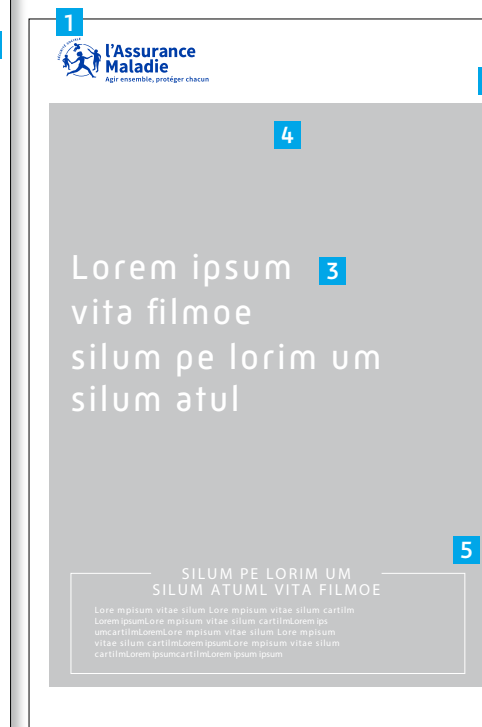 1
SÉCURITÉ SOCIALE
l'Assurance
Maladie
Agir ensemble, protéger chacun
4
Lorem ipsum
3
vita filmoe
silum pe lorim um
silum atul
5
SILUM PE LORIM UM
SILUM ATUML VITA FILMOE
Lore mpisum vitae silum Lore mpisum vitae silum cartilm
Lorem ipsumLore mpisum vitae silum cartilmLorem ips
umcartilmLoremLore mpisum vitae silum Lore mpisum
vitae silum cartilmLorem ipsumLore mpisum vitae silum
cartilmLorem ipsumcartilmLorem ipsum ipsum